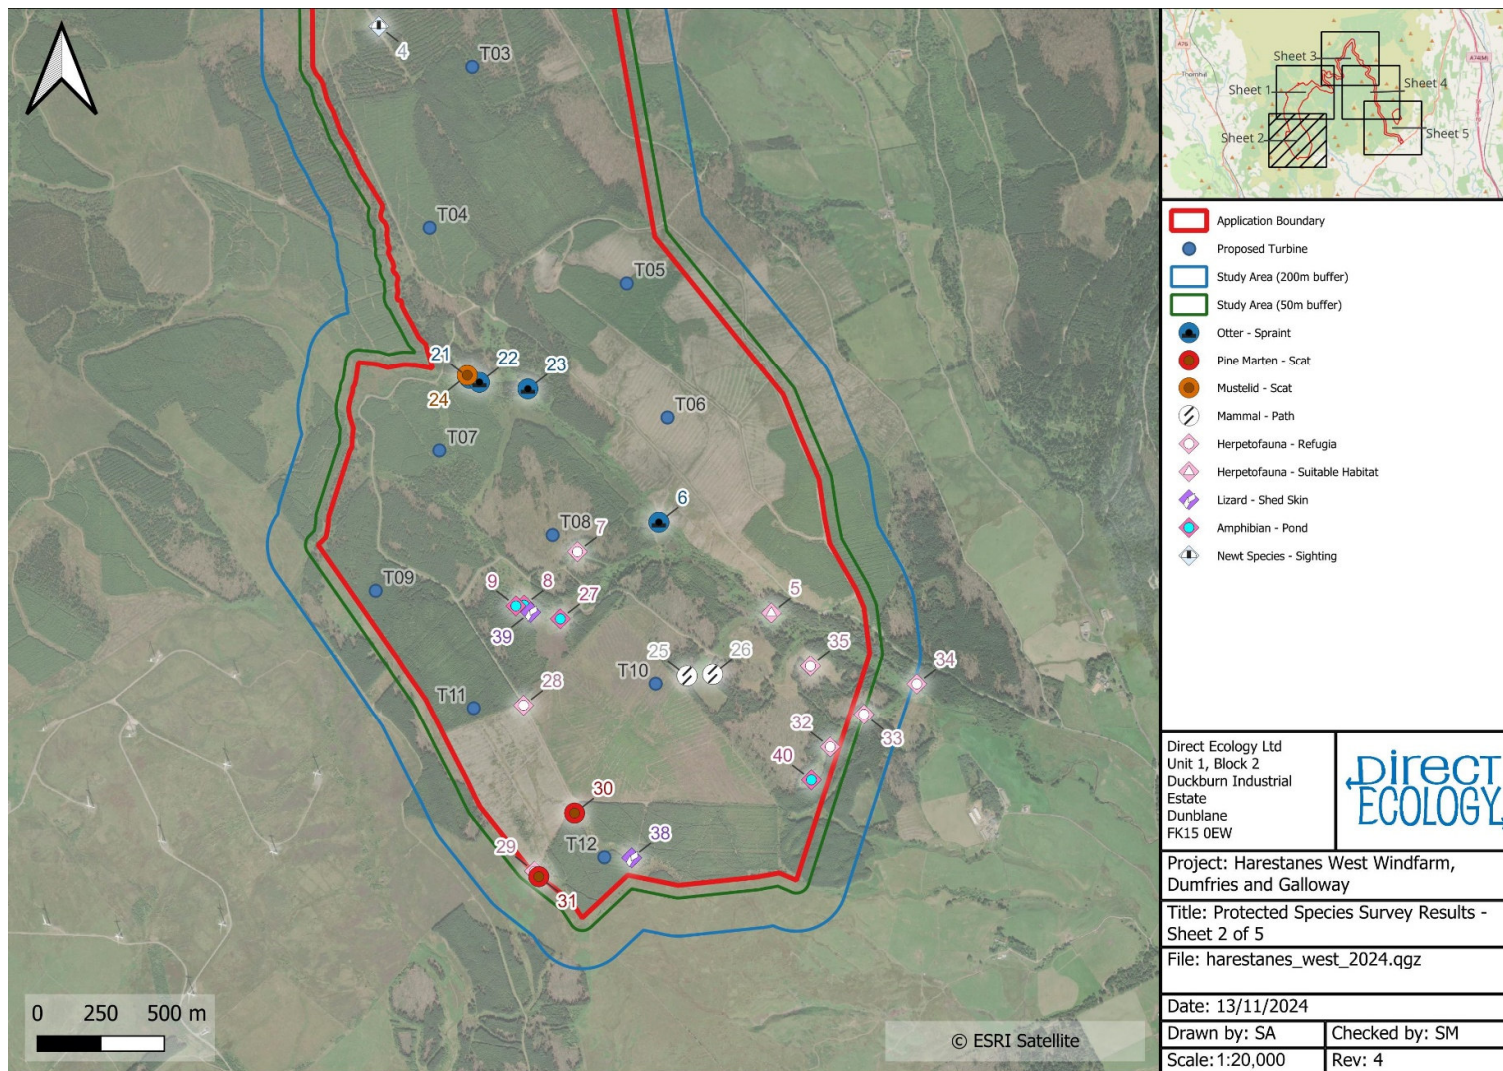 4
T03
T04
T05
21
22
23
24
T06
T07
6
T08
7
T09
9
8
27
39
5
35
34
25
26
T10
28
T11
32
33
40
30
29
T12
38
31
0 250 500 m
© ESRI Satellite
A76
Thornhill
A74(M)
Sheet 3
Sheet 1
Sheet 4
Sheet 2
Sheet 5
Application Boundary
Proposed Turbine
Study Area (200m buffer)
Study Area (50m buffer)
Otter - Spraint
Pine Marten - Scat
Mustelid - Scat
Mammal - Path
Herpetofauna - Refugia
Herpetofauna - Suitable Habitat
Lizard - Shed Skin
Amphibian - Pond
Newt Species - Sighting
Direct Ecology Ltd
Unit 1, Block 2
Duckburn Industrial
Estate
Dunblane
FK15 0EW
Direct
ECOLOGY
Project: Harestanes West Windfarm,
Dumfries and Galloway
Title: Protected Species Survey Results -
Sheet 2 of 5
File: harestanes_west_2024.qgz
Date: 13/11/2024
Drawn by: SA
Checked by: SM
Scale:1:20,000
Rev: 4